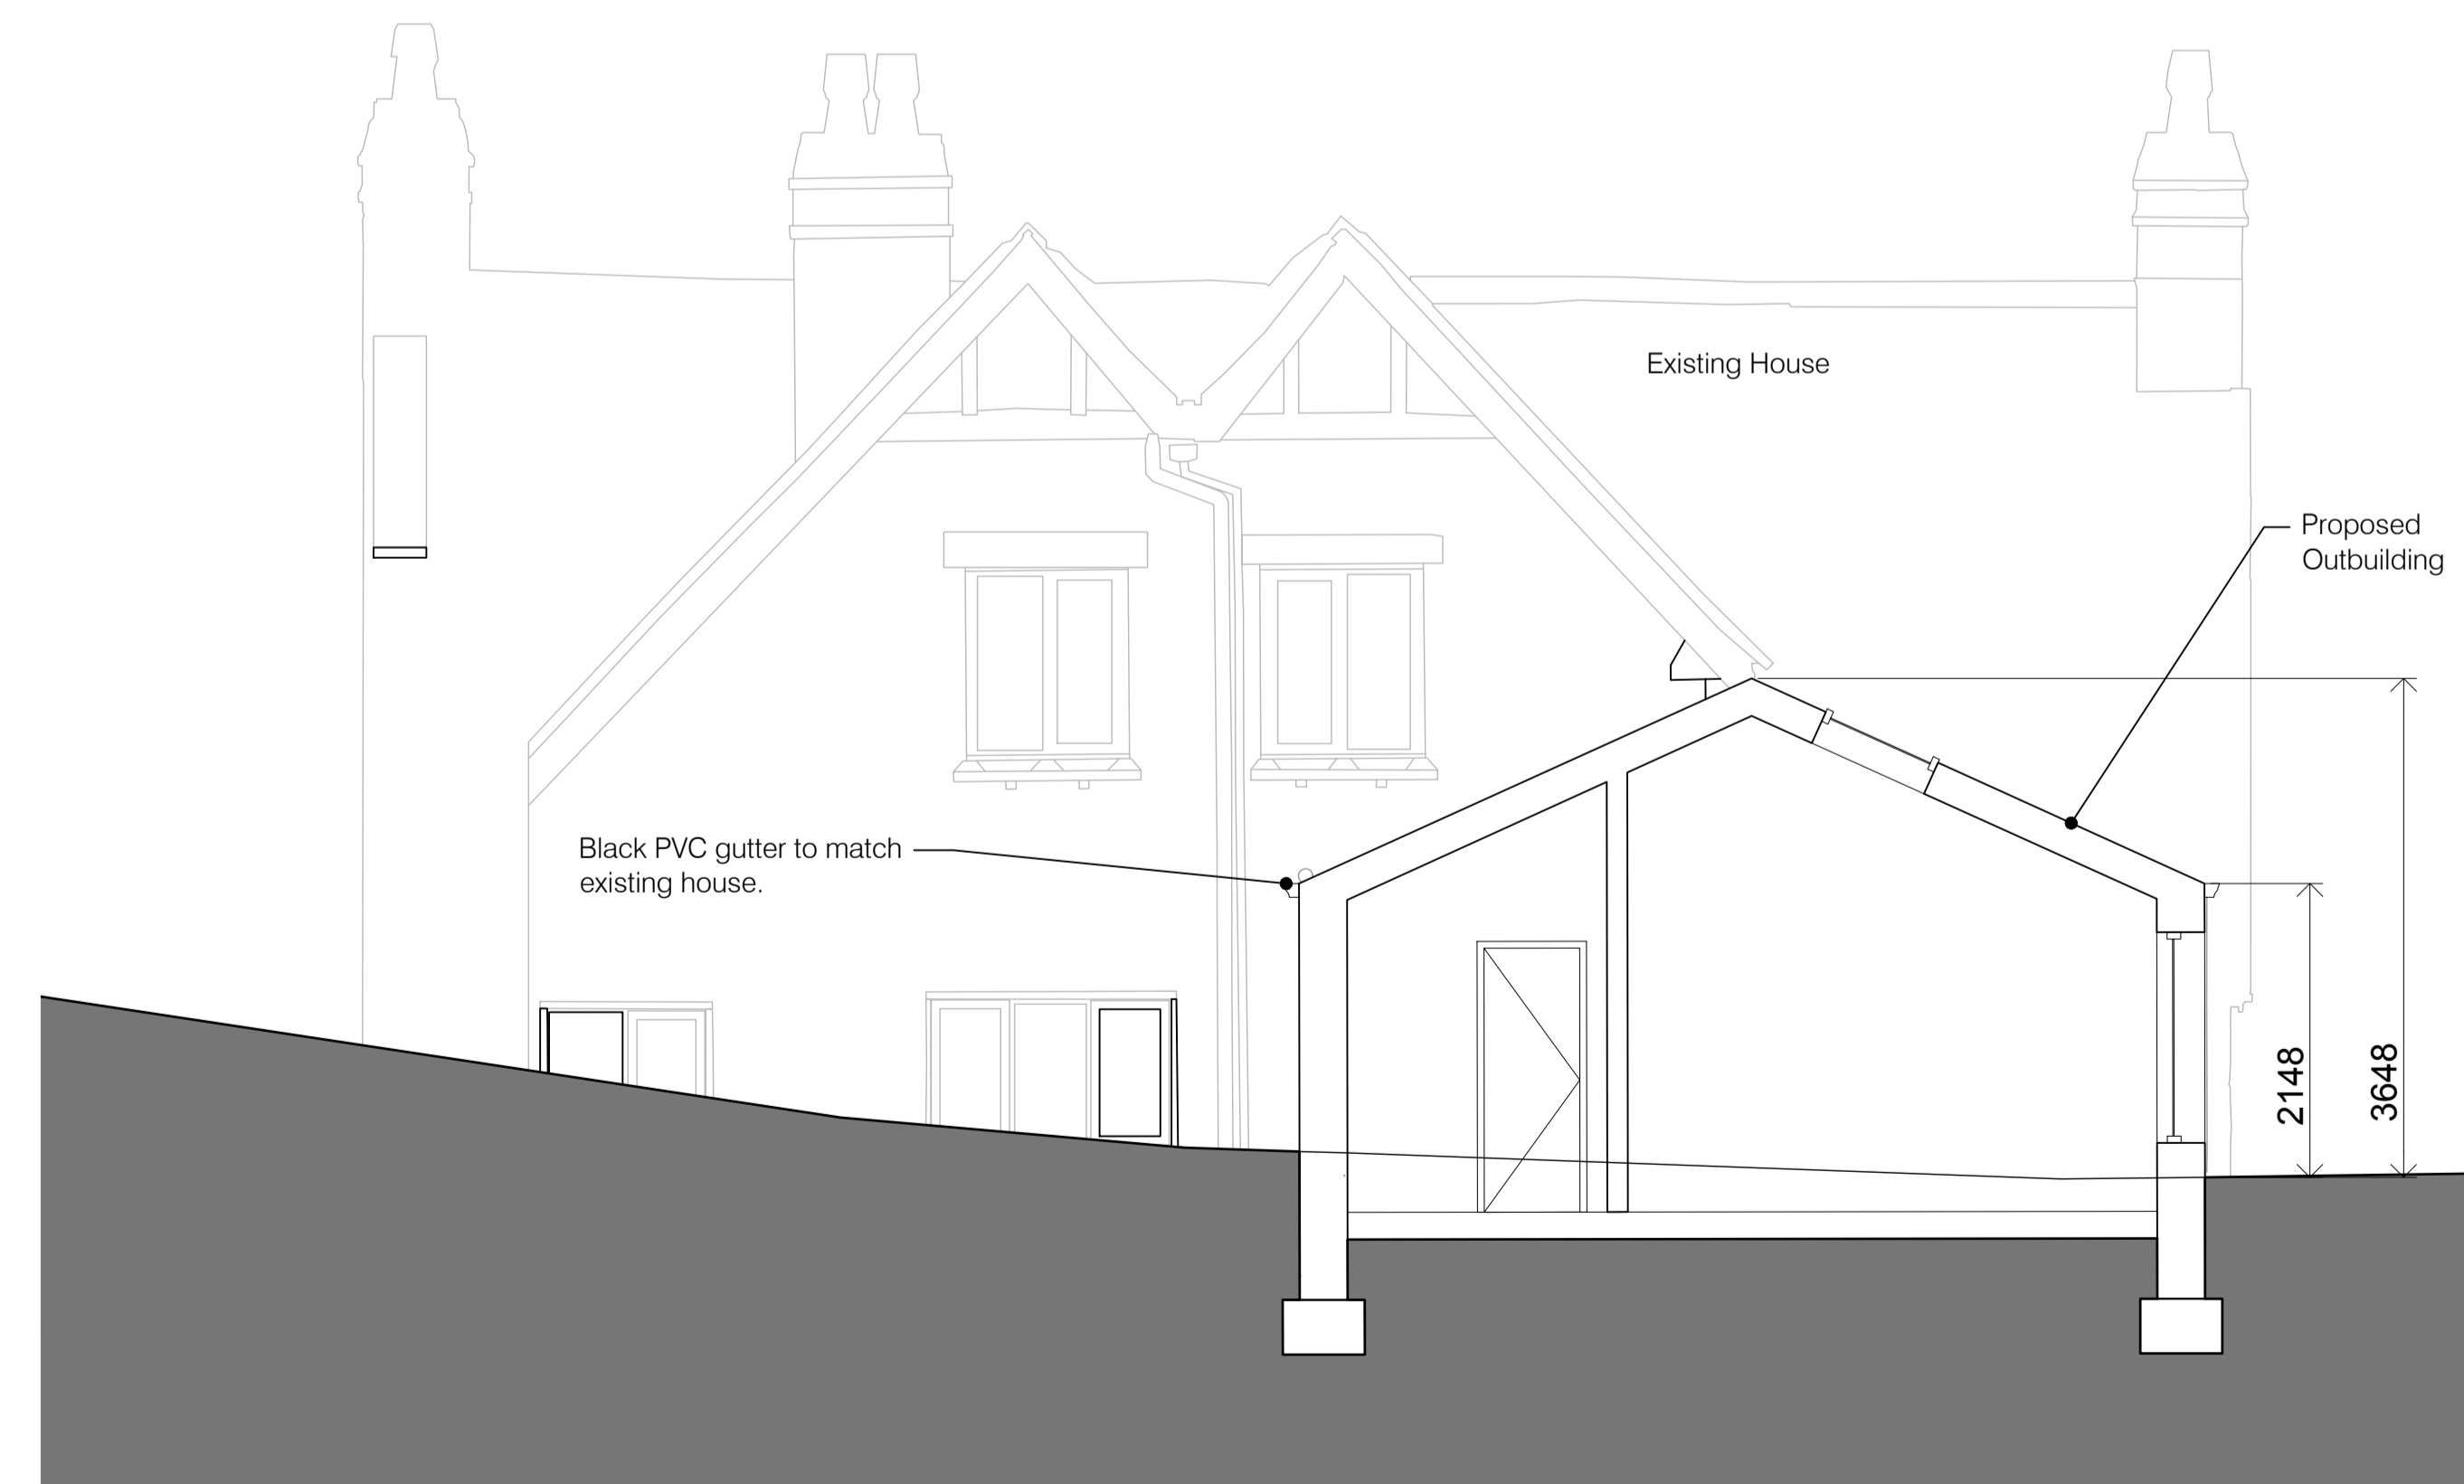 Existing House
Proposed
Outbuilding
Black PVC gutter to match
existing house.
2148
3648